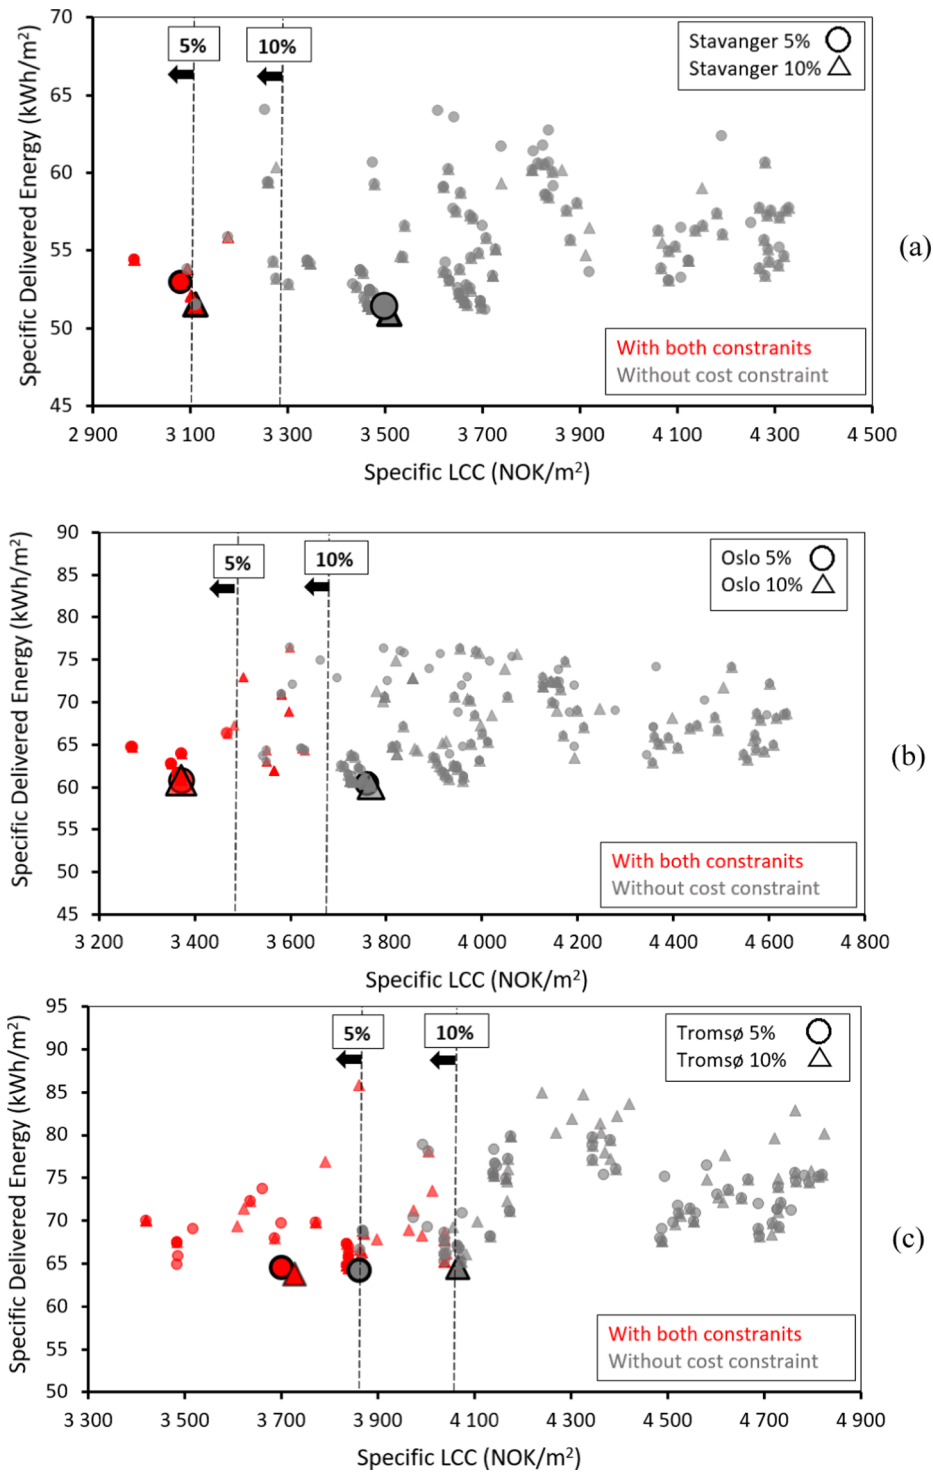 70
5%
10%
Stavanger 5%
Stavanger 10%
65
60
55
50
45
Specific Delivered Energy (kWh/m²)
(a)
With both constranits
Without cost constraint
2 900 3 100 3 300 3 500 3 700 3 900 4 100 4 300 4 500
Specific LCC (NOK/m²)
90
5%
10%
Oslo 5%
Oslo 10%
85
80
75
70
65
60
55
50
45
Specific Delivered Energy (kWh/m²)
(b)
With both constranits
Without cost constraint
3 200 3 400 3 600 3 800 4 000 4 200 4 400 4 600 4 800
Specific LCC (NOK/m²)
95
5%
10%
Tromsø 5%
Tromsø 10%
90
85
80
75
70
65
60
55
50
Specific Delivered Energy (kWh/m²)
(c)
With both constranits
Without cost constraint
3 300 3 500 3 700 3 900 4 100 4 300 4 500 4 700 4 900
Specific LCC (NOK/m²)